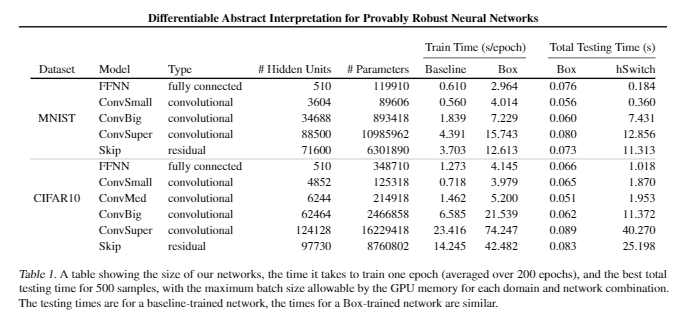 Differentiable Abstract Interpretation for Provably Robust Neural Networks
Train Time (s/epoch) Total Testing Time (s)
Dataset Model Type # Hidden Units # Parameters Baseline Box Box hSwitch
FFNN fully connected 510 119910 0.610 2.964 0.076 0.184
ConvSmall convolutional 3604 89606 0.560 4.014 0.056 0.360
MNIST ConvBig convolutional 34688 893418 1.839 7.229 0.060 7.431
ConvSuper convolutional 88500 10985962 4.391 15.743 0.080 12.856
Skip residual 71600 6301890 3.703 12.613 0.073 11.313
FFNN fully connected 510 348710 1.273 4.145 0.066 1.018
ConvSmall convolutional 4852 125318 0.718 3.979 0.065 1.870
CIFAR10 ConvMed convolutional 6244 214918 1.462 5.200 0.051 1.953
ConvBig convolutional 62464 2466858 6.585 21.539 0.062 11.372
ConvSuper convolutional 124128 16229418 23.416 74.247 0.089 40.270
Skip residual 97730 8760802 14.245 42.482 0.083 25.198
Table 1. A table showing the size of our networks, the time it takes to train one epoch (averaged over 200 epochs), and the best total
testing time for 500 samples, with the maximum batch size allowable by the GPU memory for each domain and network combination.
The testing times are for a baseline-trained network, the times for a Box-trained network are similar.